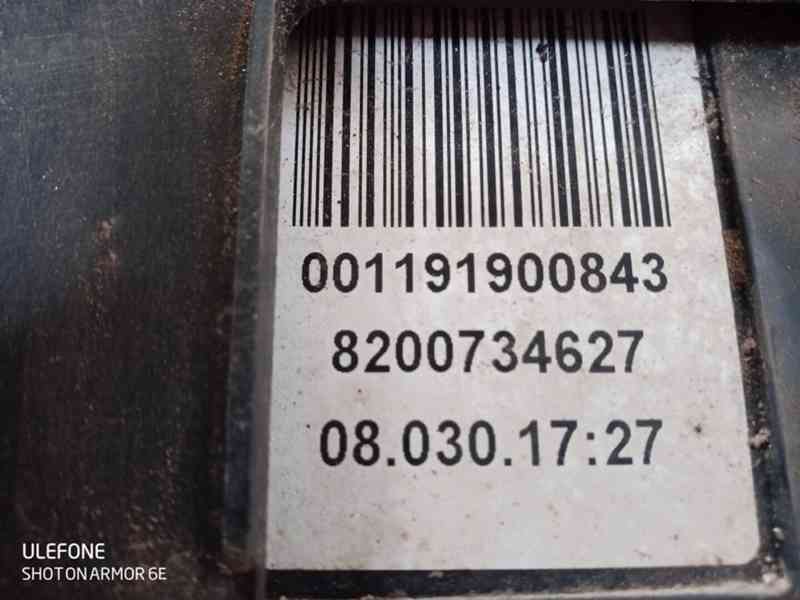 001191900843
8200734627
08.030.17:27
ULEFONE
SHOT ON ARMOR 6E